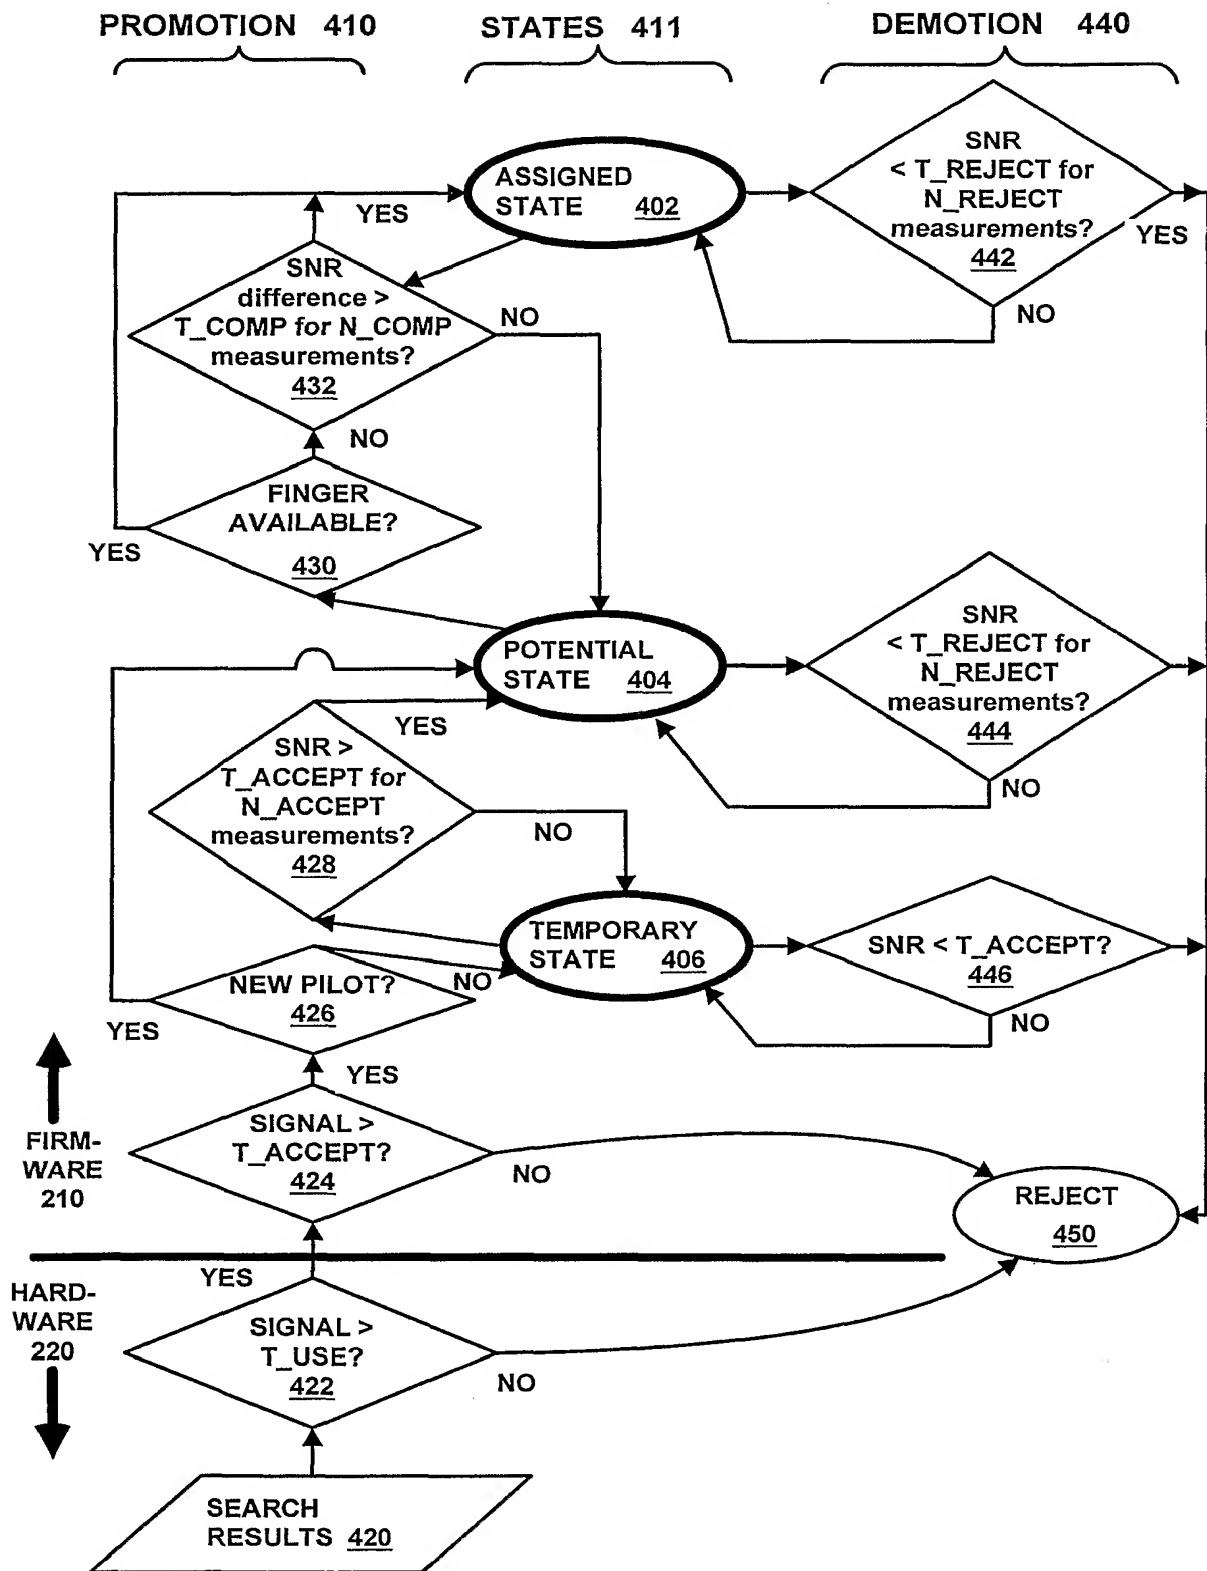 PROMOTION 410
STATES 411
DEMOTION 440
ASSIGNED
STATE 402
SNR
< T_REJECT for
N_REJECT
measurements?
442
YES
NO
YES
SNR
difference >
T_COMP for N_COMP
measurements?
432
NO
NO
FINGER
AVAILABLE?
430
YES
POTENTIAL
STATE 404
SNR
< T_REJECT for
N_REJECT
measurements?
444
NO
YES
SNR >
T_ACCEPT for
N_ACCEPT
measurements?
428
NO
TEMPORARY
STATE 406
SNR < T_ACCEPT?
446
NO
NEW PILOT?
426
NO
YES
YES
SIGNAL >
T_ACCEPT?
424
NO
FIRM-
WARE
210
REJECT
450
YES
HARD-
WARE
220
SIGNAL >
T_USE?
422
NO
SEARCH
RESULTS 420